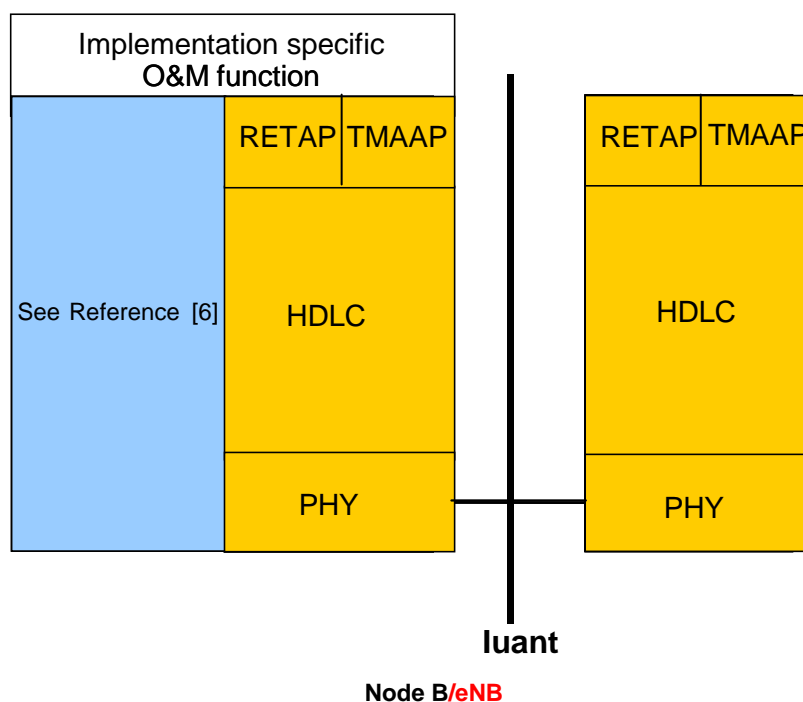 Implementation specific
O&M function
RETAP TMAAP
RETAP TMAAP
See Reference [6]
HDLC
HDLC
PHY
PHY
Iuant
Node B/eNB